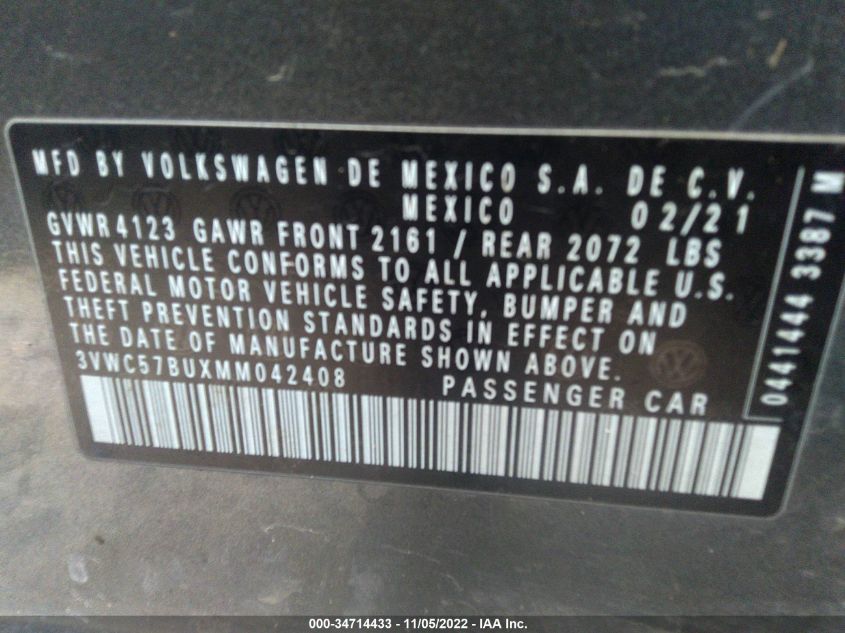 MFD BY VOLKSWAGEN DE MEXICO S.A. DE C.V.
MEXICO 02/21
GVWR 4123 GAWR FRONT 2161 / REAR 2072 LBS
THIS VEHICLE CONFORMS TO ALL APPLICABLE U.S.
FEDERAL MOTOR VEHICLE SAFETY, BUMPER AND
THEFT PREVENTION STANDARDS IN EFFECT ON
THE DATE OF MANUFACTURE SHOWN ABOVE.
3VWC57BUXMM042408 PASSENGER CAR
0441444 3387 M
000-34714433 - 11/05/2022 - IAA Inc.